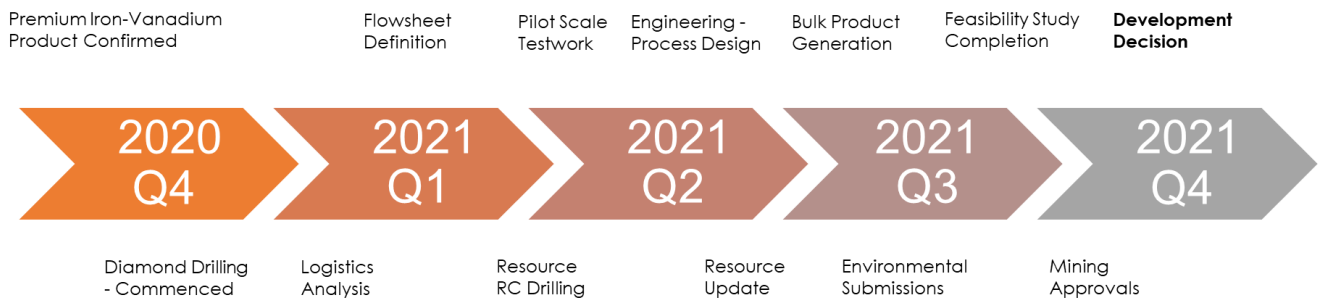 Premium Iron-Vanadium
Product Confirmed
Flowsheet
Definition
Pilot Scale
Testwork
Engineering -
Process Design
Bulk Product
Generation
Feasibility Study
Completion
Development
Decision
2020
Q4
2021
Q1
2021
Q2
2021
Q3
2021
Q4
Diamond Drilling
- Commenced
Logistics
Analysis
Resource
RC Drilling
Resource
Update
Environmental
Submissions
Mining
Approvals